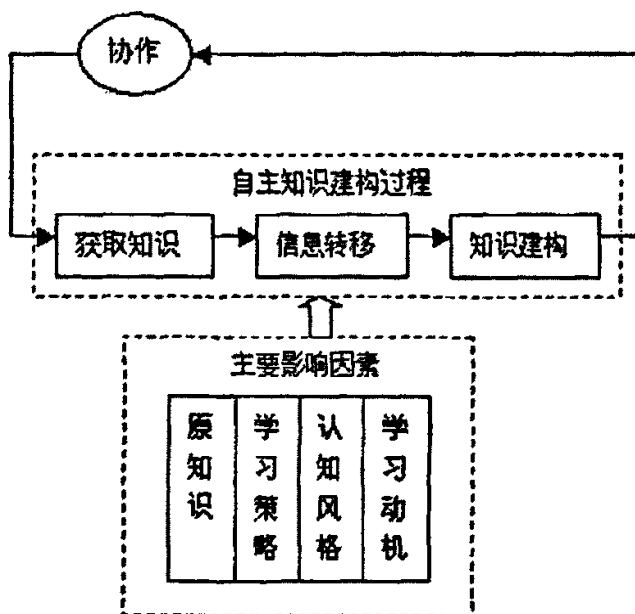 协作
自主知识建构过程
获取知识
信息转移
知识建构
主要影响因素
原知识
学习策略
认知风格
学习动机